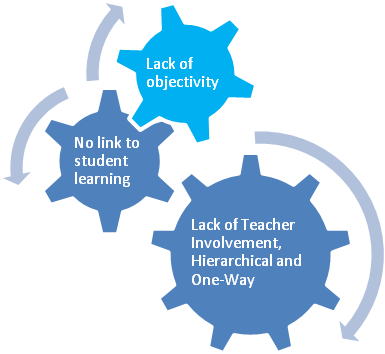 Lack of
objectivity
No link to
student
learning
Lack of Teacher
Involvement,
Hierarchical and
One-Way